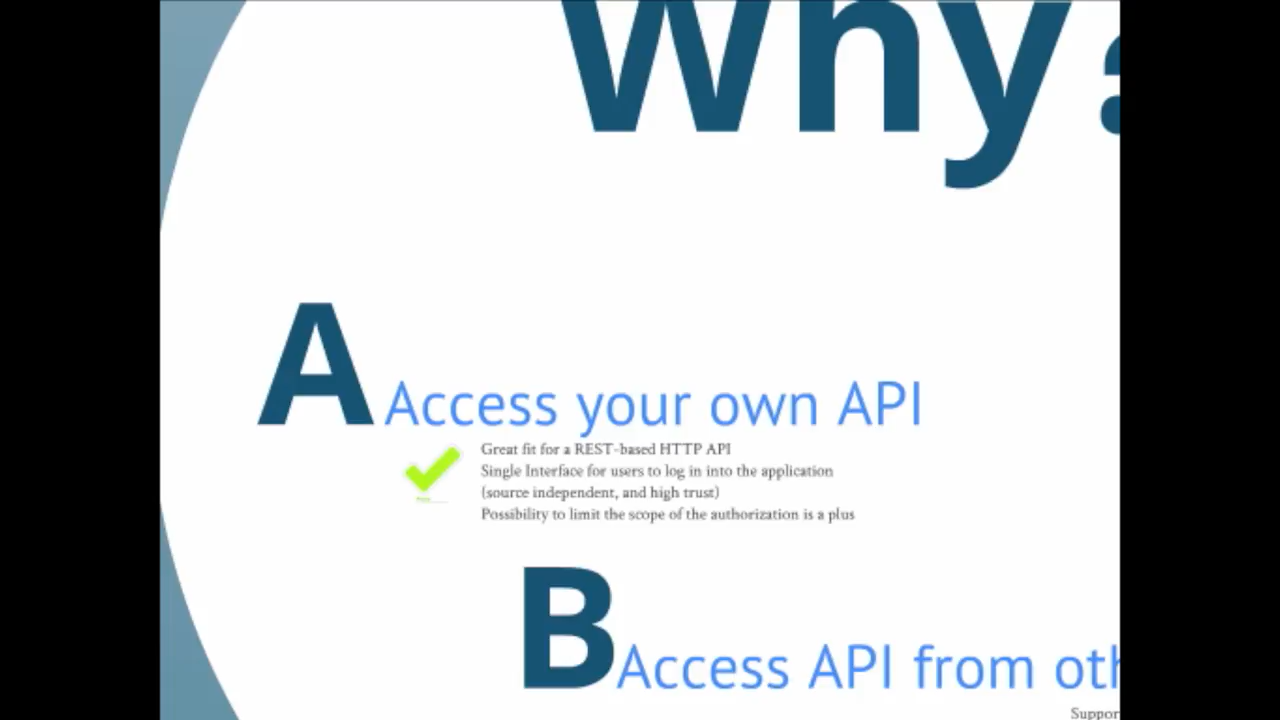 Why?
A Access your own API
Great fit for a REST-based HTTP API
Single Interface for users to log in into the application
(source independent, and high trust)
Possibility to limit the scope of the authorization is a plus
B Access API from oth
Suppor